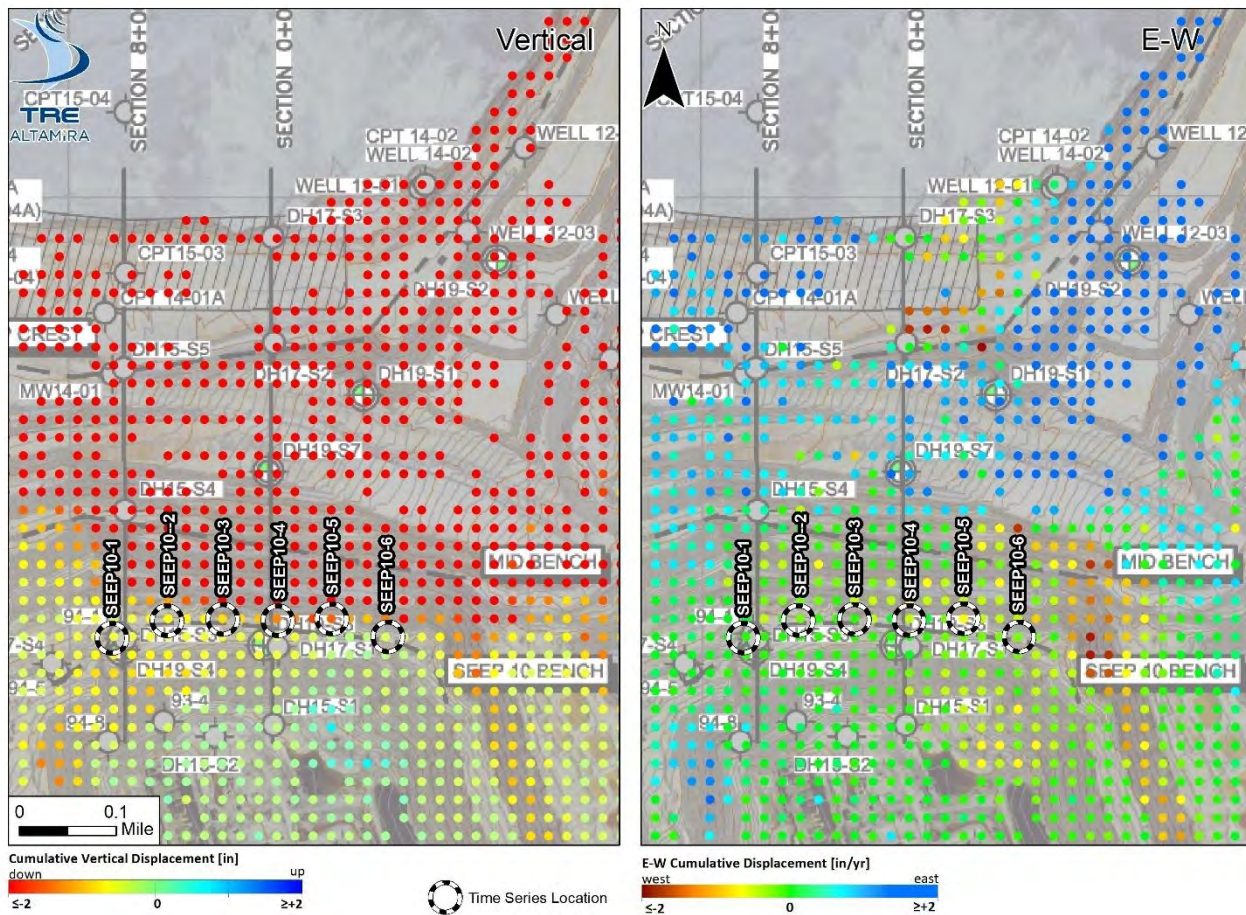 Vertical
TRE
ALTAMIRA
SECTION 8+0
SECTION 0+0
CPT15-04
CPT 14-02
WELL 14-02
WELL 12-
WELL 12-01
DH17-S3
WELL 12-03
CPT15-03
DH19-S2
CPT 14-01A
WELL
CREST
DH15-S5
DH17-S2
DH19-S1
MW14-01
DH19-S7
DH15-S4
SEEP10-1
SEEP10-2
SEEP10-3
SEEP10-4
SEEP10-5
SEEP10-6
MID BENCH
DH17-S1
SEEP 10 BENCH
DH19-S4
94-8
93-4
DH15-S1
DH15-S2
0 0.1
Mile
Cumulative Vertical Displacement [in]
down up
≤-2 0 ≥+2
Time Series Location
E-W
N
SECTION 8+0
SECTION 0+0
CPT15-04
CPT 14-02
WELL 14-02
WELL 12-
WELL 12-01
DH17-S3
WELL 12-03
CPT15-03
DH19-S2
CPT 14-01A
WELL
CREST
DH15-S5
DH17-S2
DH19-S1
MW14-01
DH19-S7
DH15-S4
SEEP10-1
SEEP10-2
SEEP10-3
SEEP10-4
SEEP10-5
SEEP10-6
MID BENCH
DH17-S1
SEEP 10 BENCH
DH19-S4
94-8
93-4
DH15-S1
DH15-S2
E-W Cumulative Displacement [in/yr]
west east
≤-2 0 ≥+2